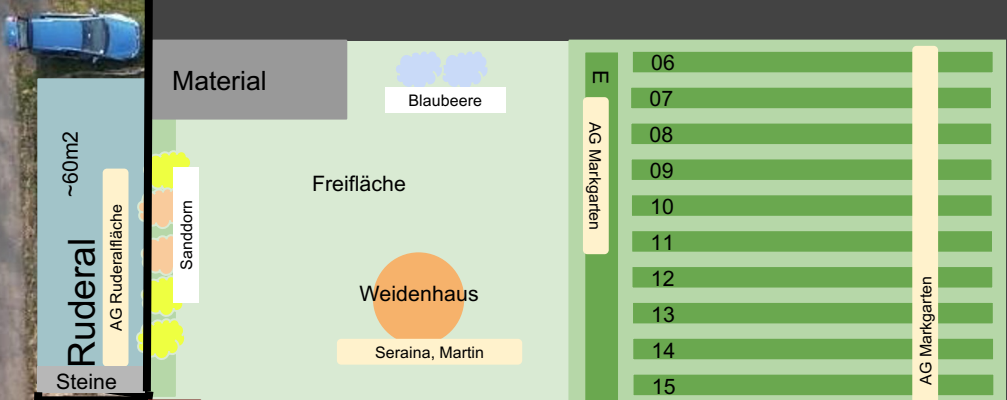 Ruderal
~60m2
AG Ruderalfläche
Steine
Material
Sanddorn
Blaubeere
Freifläche
Weidenhaus
Seraina, Martin
E
AG Markgarten
06
07
08
09
10
11
12
13
14
15
AG Markgarten